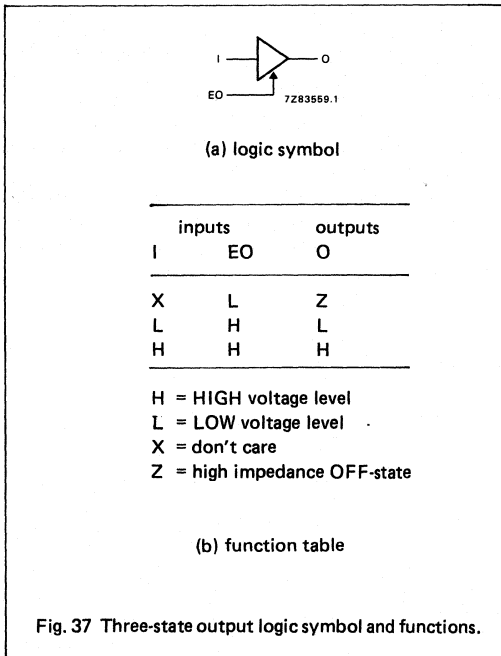 I O
EO 7Z83559.1
(a) logic symbol
inputs outputs
I EO O
X L Z
L H L
H H H
H = HIGH voltage level
L = LOW voltage level
X = don't care
Z = high impedance OFF-state
(b) function table
Fig. 37 Three-state output logic symbol and functions.